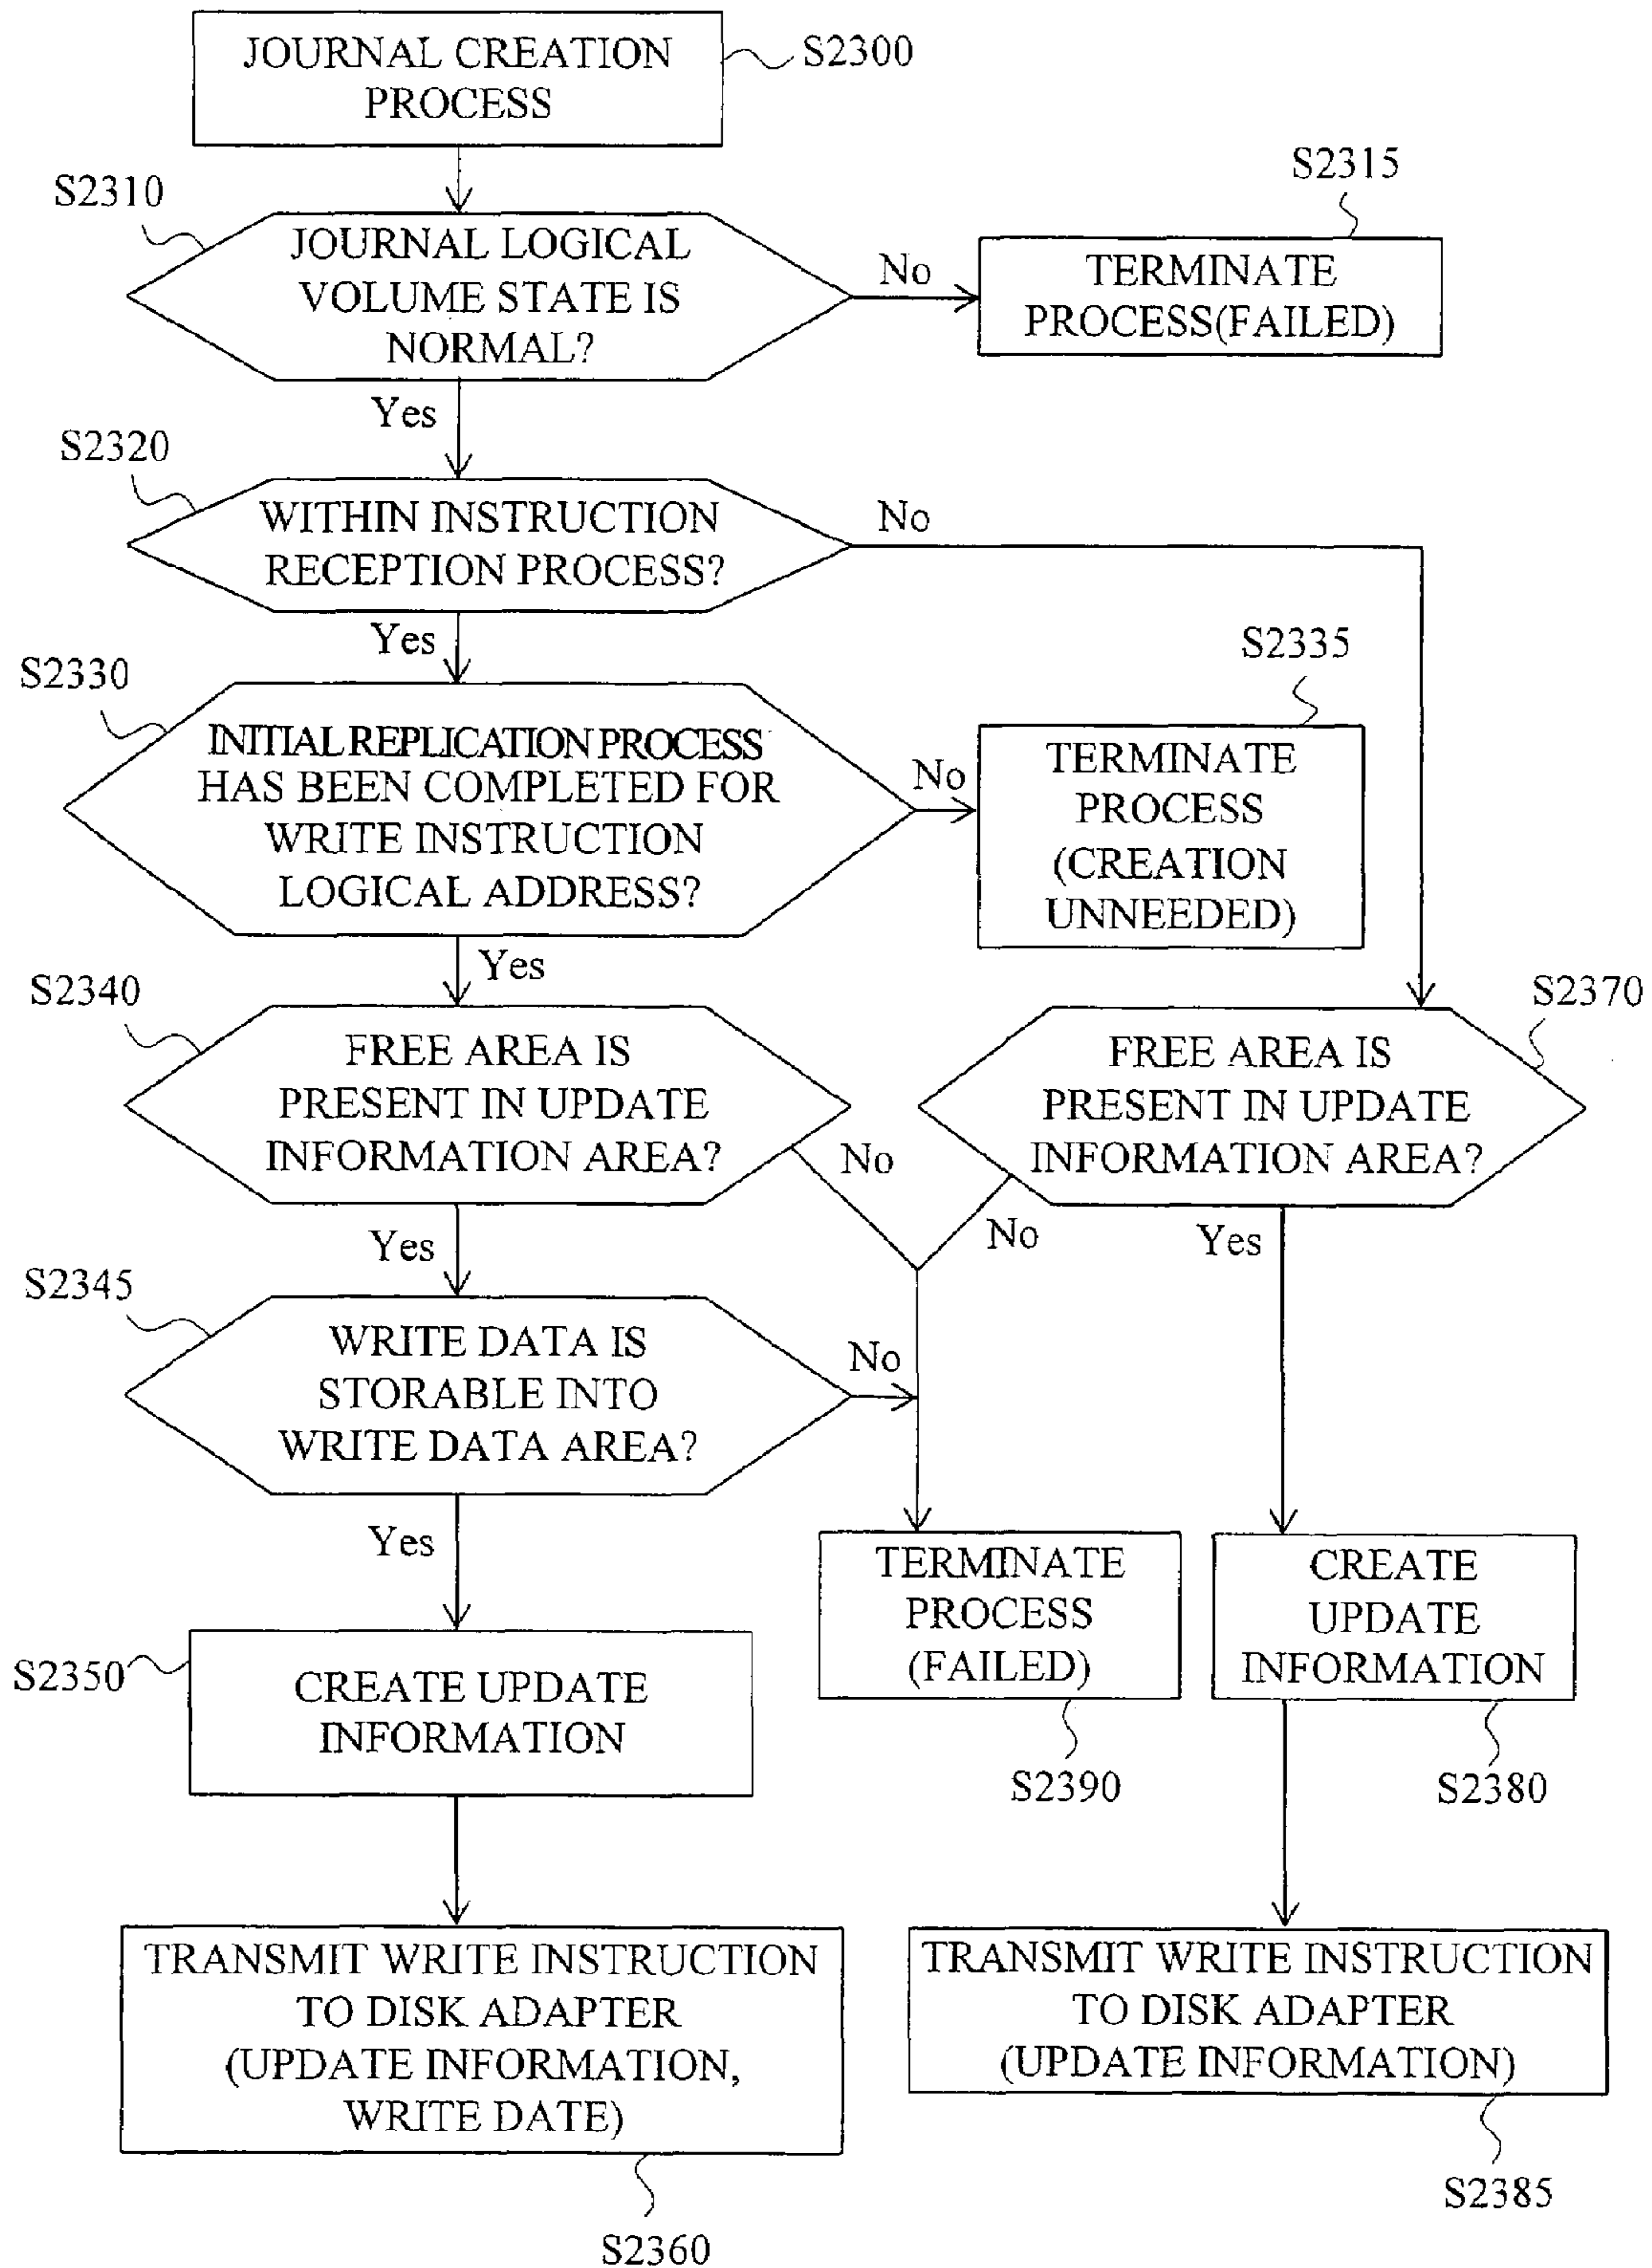 JOURNAL CREATION
PROCESS
S2300
S2310
JOURNAL LOGICAL
VOLUME STATE IS
NORMAL?
No
S2315
TERMINATE
PROCESS(FAILED)
Yes
S2320
WITHIN INSTRUCTION
RECEPTION PROCESS?
No
Yes
S2330
INITIAL REPLICATION PROCESS
HAS BEEN COMPLETED FOR
WRITE INSTRUCTION
LOGICAL ADDRESS?
No
S2335
TERMINATE
PROCESS
(CREATION
UNNEEDED)
Yes
S2340
FREE AREA IS
PRESENT IN UPDATE
INFORMATION AREA?
No
S2370
FREE AREA IS
PRESENT IN UPDATE
INFORMATION AREA?
No
Yes
Yes
S2345
WRITE DATA IS
STORABLE INTO
WRITE DATA AREA?
No
Yes
TERMINATE
PROCESS
(FAILED)
S2390
CREATE
UPDATE
INFORMATION
S2380
S2350
CREATE UPDATE
INFORMATION
TRANSMIT WRITE INSTRUCTION
TO DISK ADAPTER
(UPDATE INFORMATION,
WRITE DATE)
S2360
TRANSMIT WRITE INSTRUCTION
TO DISK ADAPTER
(UPDATE INFORMATION)
S2385